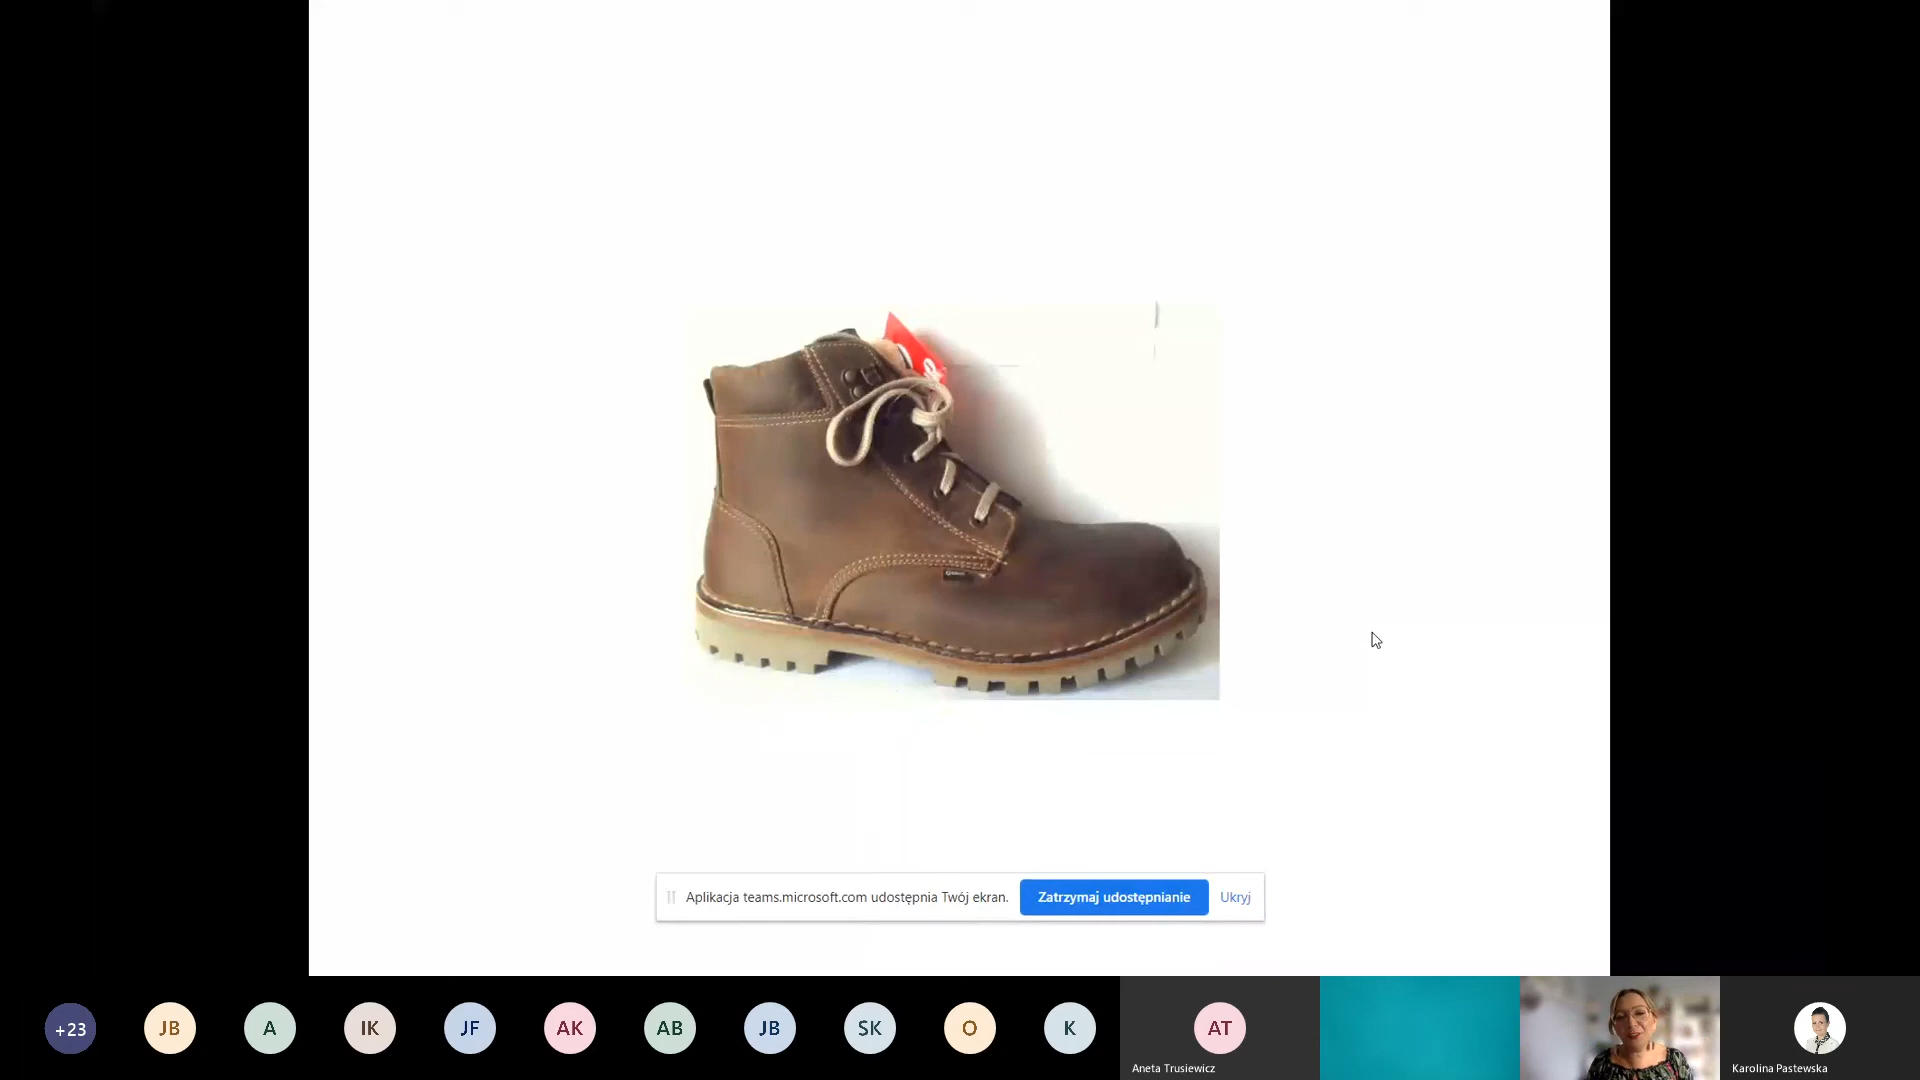 Aplikacja teams.microsoft.com udostępnia Twój ekran.
Zatrzymaj udostępnianie
Ukryj
+23
JB
A
IK
JF
AK
AB
JB
SK
O
K
AT
Aneta Trusiewicz
Karolina Pastewska